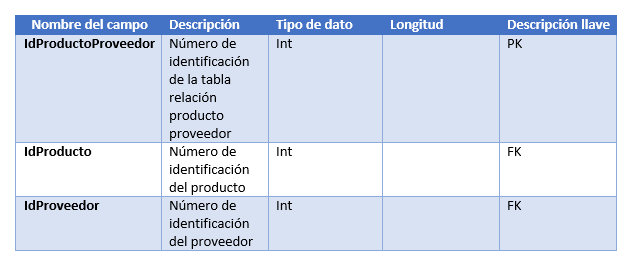 Nombre del campo Descripción Tipo de dato Longitud Descripción llave
IdProductoProveedor Número de Int PK
identificación
de la tabla
relación
producto
proveedor
IdProducto Número de Int FK
identificación
del producto
IdProveedor Número de Int FK
identificación
del proveedor